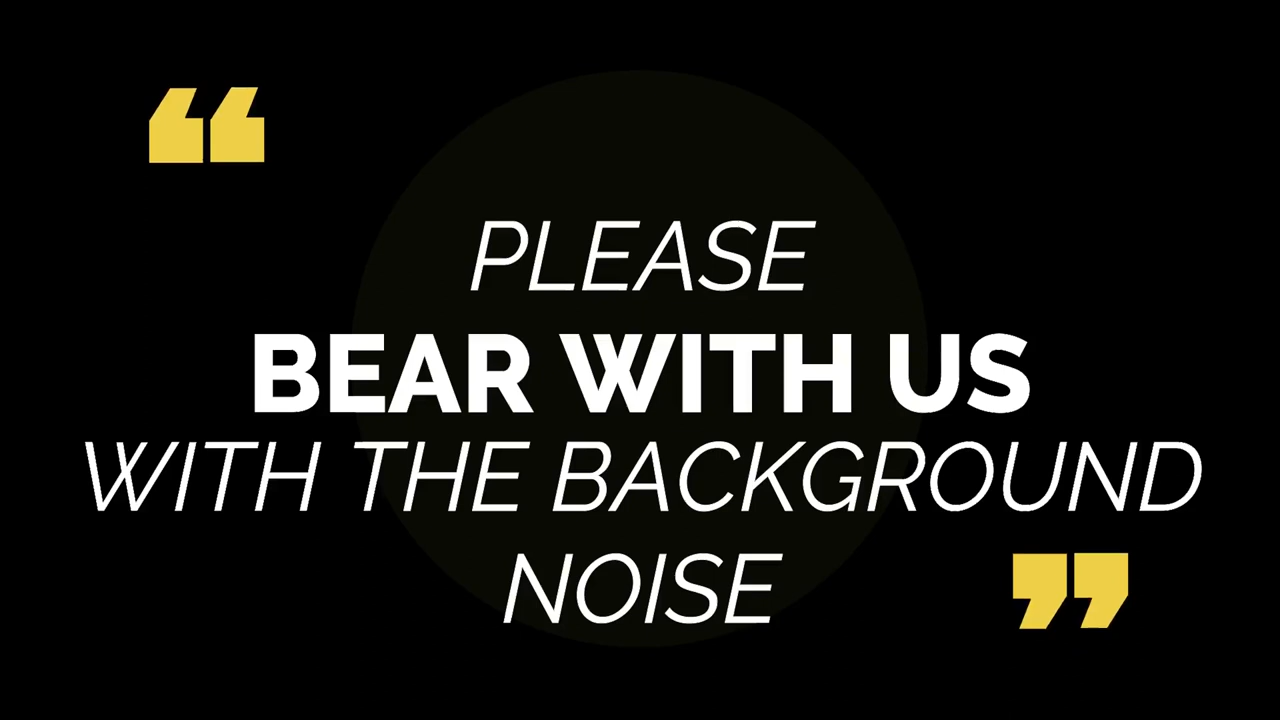 “
PLEASE
BEAR WITH US
WITH THE BACKGROUND
NOISE
”